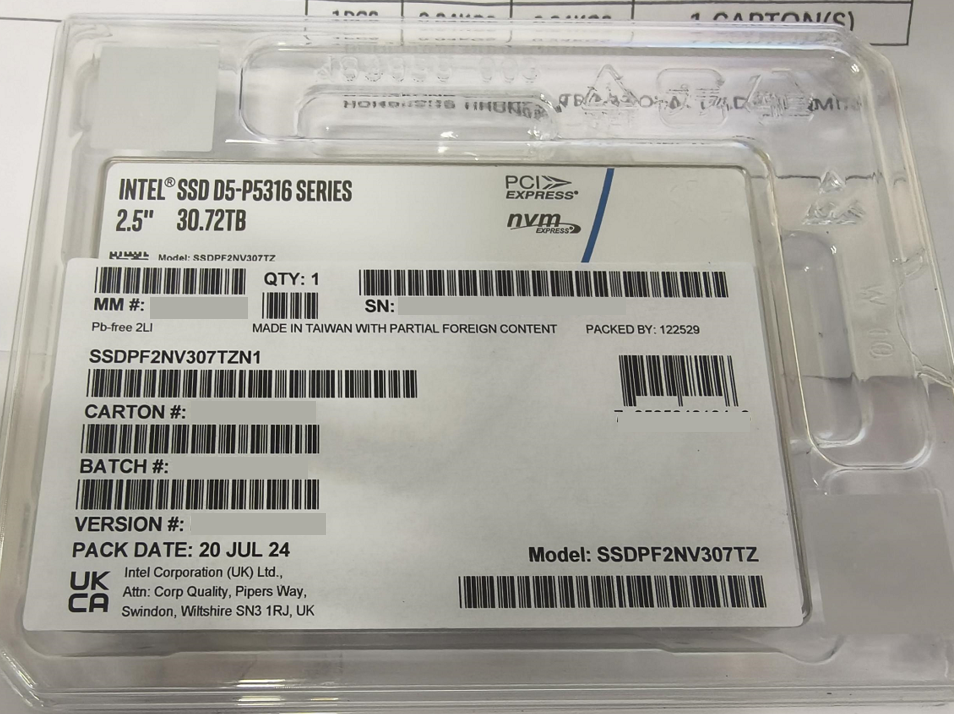 1 CARTON(S)
INTEL® SSD D5-P5316 SERIES
2.5" 30.72TB
PCI
EXPRESS®
nvm
EXPRESS®
Model: SSDPF2NV307TZ
QTY: 1
MM #:
SN:
Pb-free 2LI
MADE IN TAIWAN WITH PARTIAL FOREIGN CONTENT
PACKED BY: 122529
SSDPF2NV307TZN1
CARTON #:
BATCH #:
VERSION #:
PACK DATE: 20 JUL 24
Model: SSDPF2NV307TZ
UK
CA
Intel Corporation (UK) Ltd.,
Attn: Corp Quality, Pipers Way,
Swindon, Wiltshire SN3 1RJ, UK